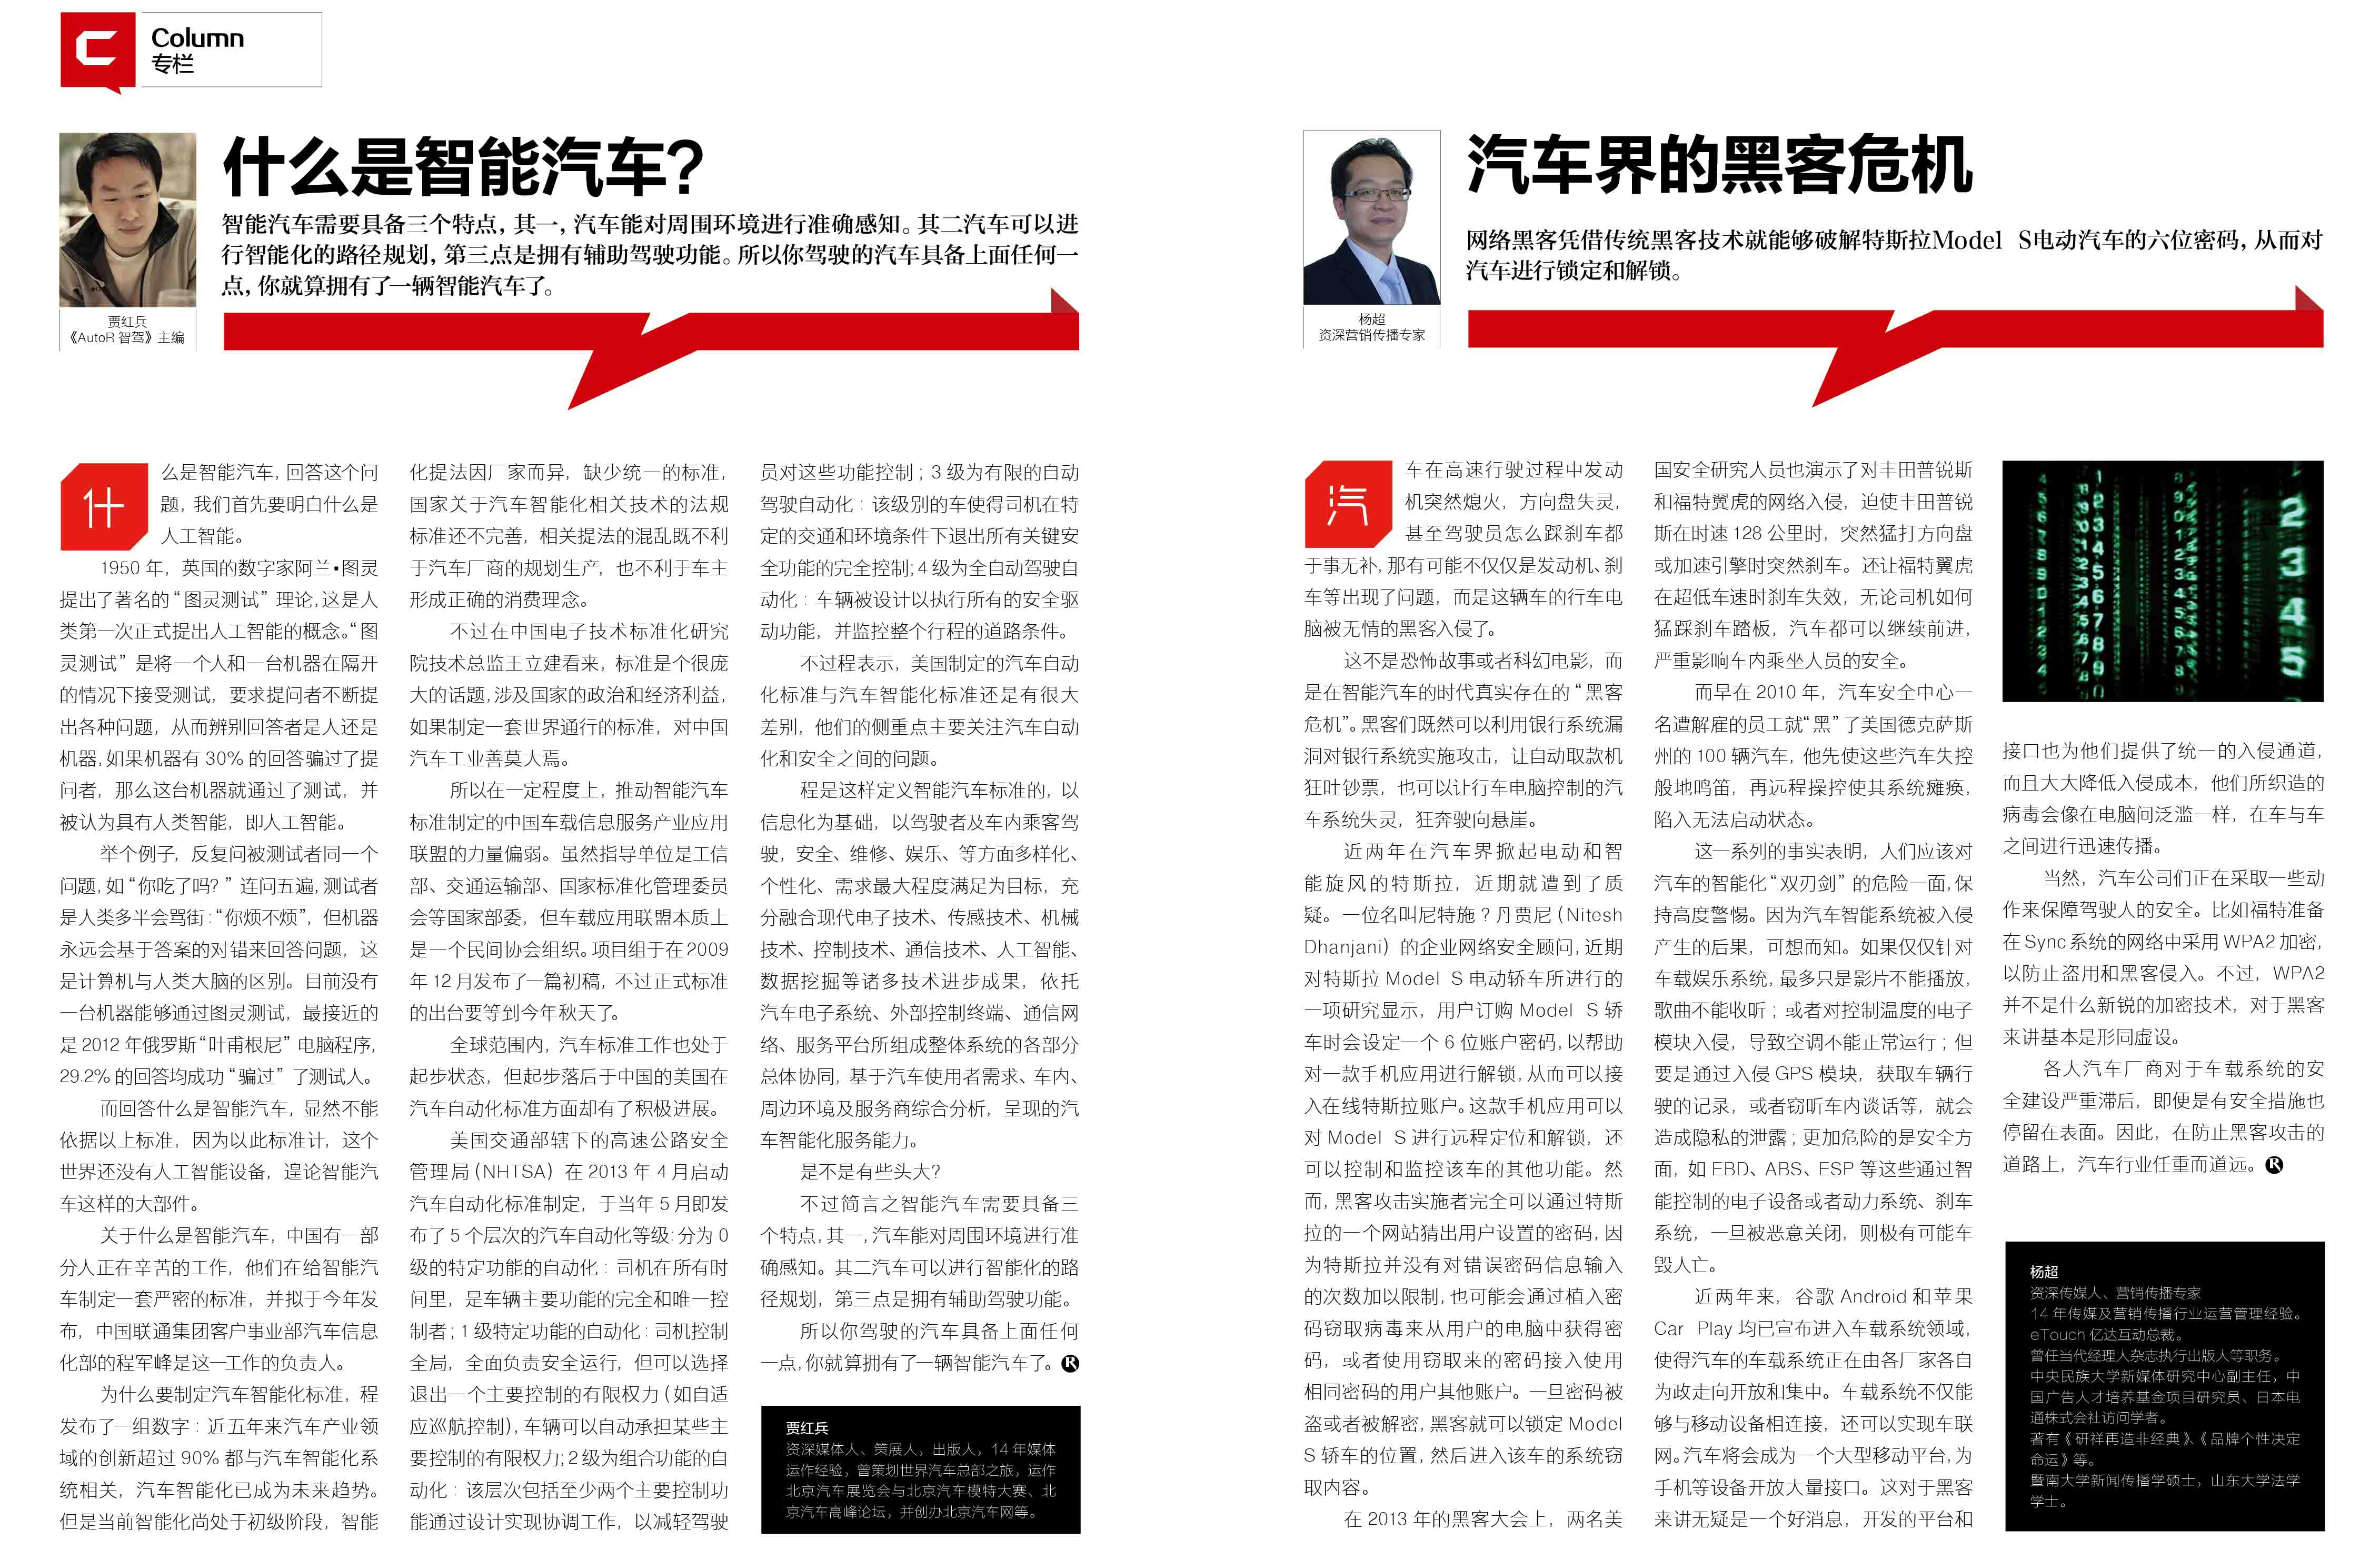 Column
专栏
什么是智能汽车？
智能汽车需要具备三个特点，其一，汽车能对周围环境进行准确感知。其二汽车可以进
行智能化的路径规划，第三点是拥有辅助驾驶功能。所以你驾驶的汽车具备上面任何一
点，你就算拥有了一辆智能汽车了。
贾红兵
《AutoR 智驾》主编
什
么是智能汽车，回答这个问
题，我们首先要明白什么是
人工智能。
1950 年，英国的数字家阿兰▪图灵
提出了著名的“图灵测试”理论，这是人
类第一次正式提出人工智能的概念。“图
灵测试”是将一个人和一台机器在隔开
的情况下接受测试，要求提问者不断提
出各种问题，从而辨别回答者是人还是
机器，如果机器有 30% 的回答骗过了提
问者，那么这台机器就通过了测试，并
被认为具有人类智能，即人工智能。
举个例子，反复问被测试者同一个
问题，如“你吃了吗？”连问五遍，测试者
是人类多半会骂街：“你烦不烦”，但机器
永远会基于答案的对错来回答问题，这
是计算机与人类大脑的区别。目前没有
一台机器能够通过图灵测试，最接近的
是 2012 年俄罗斯“叶甫根尼”电脑程序，
29.2% 的回答均成功“骗过”了测试人。
而回答什么是智能汽车，显然不能
依据以上标准，因为以此标准计，这个
世界还没有人工智能设备，遑论智能汽
车这样的大部件。
关于什么是智能汽车，中国有一部
分人正在辛苦的工作，他们在给智能汽
车制定一套严密的标准，并拟于今年发
布，中国联通集团客户事业部汽车信息
化部的程军峰是这一工作的负责人。
为什么要制定汽车智能化标准，程
发布了一组数字：近五年来汽车产业领
域的创新超过 90% 都与汽车智能化系
统相关，汽车智能化已成为未来趋势。
但是当前智能化尚处于初级阶段，智能
化提法因厂家而异，缺少统一的标准，
国家关于汽车智能化相关技术的法规
标准还不完善，相关提法的混乱既不利
于汽车厂商的规划生产，也不利于车主
形成正确的消费理念。
不过在中国电子技术标准化研究
院技术总监王立建看来，标准是个很庞
大的话题，涉及国家的政治和经济利益，
如果制定一套世界通行的标准，对中国
汽车工业善莫大焉。
所以在一定程度上，推动智能汽车
标准制定的中国车载信息服务产业应用
联盟的力量偏弱。虽然指导单位是工信
部、交通运输部、国家标准化管理委员
会等国家部委，但车载应用联盟本质上
是一个民间协会组织。项目组于在 2009
年 12 月发布了一篇初稿，不过正式标准
的出台要等到今年秋天了。
全球范围内，汽车标准工作也处于
起步状态，但起步落后于中国的美国在
汽车自动化标准方面却有了积极进展。
美国交通部辖下的高速公路安全
管理局（NHTSA）在 2013 年 4 月启动
汽车自动化标准制定，于当年 5 月即发
布了 5 个层次的汽车自动化等级：分为 0
级的特定功能的自动化：司机在所有时
间里，是车辆主要功能的完全和唯一控
制者；1 级特定功能的自动化：司机控制
全局，全面负责安全运行，但可以选择
退出一个主要控制的有限权力（如自适
应巡航控制），车辆可以自动承担某些主
要控制的有限权力；2 级为组合功能的自
动化：该层次包括至少两个主要控制功
能通过设计实现协调工作，以减轻驾驶
员对这些功能控制；3 级为有限的自动
驾驶自动化：该级别的车使得司机在特
定的交通和环境条件下退出所有关键安
全功能的完全控制；4 级为全自动驾驶自
动化：车辆被设计以执行所有的安全驱
动功能，并监控整个行程的道路条件。
不过程表示，美国制定的汽车自动
化标准与汽车智能化标准还是有很大
差别，他们的侧重点主要关注汽车自动
化和安全之间的问题。
程是这样定义智能汽车标准的，以
信息化为基础，以驾驶者及车内乘客驾
驶，安全、维修、娱乐、等方面多样化、
个性化、需求最大程度满足为目标，充
分融合现代电子技术、传感技术、机械
技术、控制技术、通信技术、人工智能、
数据挖掘等诸多技术进步成果，依托
汽车电子系统、外部控制终端、通信网
络、服务平台所组成整体系统的各部分
总体协同，基于汽车使用者需求、车内、
周边环境及服务商综合分析，呈现的汽
车智能化服务能力。
是不是有些头大？
不过简言之智能汽车需要具备三
个特点，其一，汽车能对周围环境进行准
确感知。其二汽车可以进行智能化的路
径规划，第三点是拥有辅助驾驶功能。
所以你驾驶的汽车具备上面任何
一点，你就算拥有了一辆智能汽车了。R
贾红兵
资深媒体人、策展人，出版人，14 年媒体
运作经验，曾策划世界汽车总部之旅，运作
北京汽车展览会与北京汽车模特大赛、北
京汽车高峰论坛，并创办北京汽车网等。
汽车界的黑客危机
网络黑客凭借传统黑客技术就能够破解特斯拉Model S电动汽车的六位密码，从而对
汽车进行锁定和解锁。
杨超
资深营销传播专家
汽
车在高速行驶过程中发动
机突然熄火，方向盘失灵，
甚至驾驶员怎么踩刹车都
于事无补，那有可能不仅仅是发动机、刹
车等出现了问题，而是这辆车的行车电
脑被无情的黑客入侵了。
这不是恐怖故事或者科幻电影，而
是在智能汽车的时代真实存在的“黑客
危机”。黑客们既然可以利用银行系统漏
洞对银行系统实施攻击，让自动取款机
狂吐钞票，也可以让行车电脑控制的汽
车系统失灵，狂奔驶向悬崖。
近两年在汽车界掀起电动和智
能旋风的特斯拉，近期就遭到了质
疑。一位名叫尼特施？丹贾尼（Nitesh
Dhanjani）的企业网络安全顾问，近期
对特斯拉 Model S 电动轿车所进行的
一项研究显示，用户订购 Model S 轿
车时会设定一个 6 位账户密码，以帮助
对一款手机应用进行解锁，从而可以接
入在线特斯拉账户。这款手机应用可以
对 Model S 进行远程定位和解锁，还
可以控制和监控该车的其他功能。然
而，黑客攻击实施者完全可以通过特斯
拉的一个网站猜出用户设置的密码，因
为特斯拉并没有对错误密码信息输入
的次数加以限制，也可能会通过植入密
码窃取病毒来从用户的电脑中获得密
码，或者使用窃取来的密码接入使用
相同密码的用户其他账户。一旦密码被
盗或者被解密，黑客就可以锁定 Model
S 轿车的位置，然后进入该车的系统窃
取内容。
在 2013 年的黑客大会上，两名美
国安全研究人员也演示了对丰田普锐斯
和福特翼虎的网络入侵，迫使丰田普锐
斯在时速 128 公里时，突然猛打方向盘
或加速引擎时突然刹车。还让福特翼虎
在超低车速时刹车失效，无论司机如何
猛踩刹车踏板，汽车都可以继续前进，
严重影响车内乘坐人员的安全。
而早在 2010 年，汽车安全中心一
名遭解雇的员工就“黑”了美国德克萨斯
州的 100 辆汽车，他先使这些汽车失控
般地鸣笛，再远程操控使其系统瘫痪，
陷入无法启动状态。
这一系列的事实表明，人们应该对
汽车的智能化“双刃剑”的危险一面，保
持高度警惕。因为汽车智能系统被入侵
产生的后果，可想而知。如果仅仅针对
车载娱乐系统，最多只是影片不能播放，
歌曲不能收听；或者对控制温度的电子
模块入侵，导致空调不能正常运行；但
要是通过入侵 GPS 模块，获取车辆行
驶的记录，或者窃听车内谈话等，就会
造成隐私的泄露；更加危险的是安全方
面，如 EBD、ABS、ESP 等这些通过智
能控制的电子设备或者动力系统、刹车
系统，一旦被恶意关闭，则极有可能车
毁人亡。
近两年来，谷歌 Android 和苹果
Car Play 均已宣布进入车载系统领域，
使得汽车的车载系统正在由各厂家各自
为政走向开放和集中。车载系统不仅能
够与移动设备相连接，还可以实现车联
网。汽车将会成为一个大型移动平台，为
手机等设备开放大量接口。这对于黑客
来讲无疑是一个好消息，开发的平台和
接口也为他们提供了统一的入侵通道，
而且大大降低入侵成本，他们所织造的
病毒会像在电脑间泛滥一样，在车与车
之间进行迅速传播。
当然，汽车公司们正在采取一些动
作来保障驾驶人的安全。比如福特准备
在 Sync 系统的网络中采用 WPA2 加密，
以防止盗用和黑客侵入。不过，WPA2
并不是什么新锐的加密技术，对于黑客
来讲基本是形同虚设。
各大汽车厂商对于车载系统的安
全建设严重滞后，即便是有安全措施也
停留在表面。因此，在防止黑客攻击的
道路上，汽车行业任重而道远。R
杨超
资深传媒人、营销传播专家
14 年传媒及营销传播行业运营管理经验。
eTouch 亿达互动总裁。
曾任当代经理人杂志执行出版人等职务。
中央民族大学新媒体研究中心副主任，中
国广告人才培养基金项目研究员、日本电
通株式会社访问学者。
著有《研祥再造非经典》、《品牌个性决定
命运》等。
暨南大学新闻传播学硕士，山东大学法学
学士。